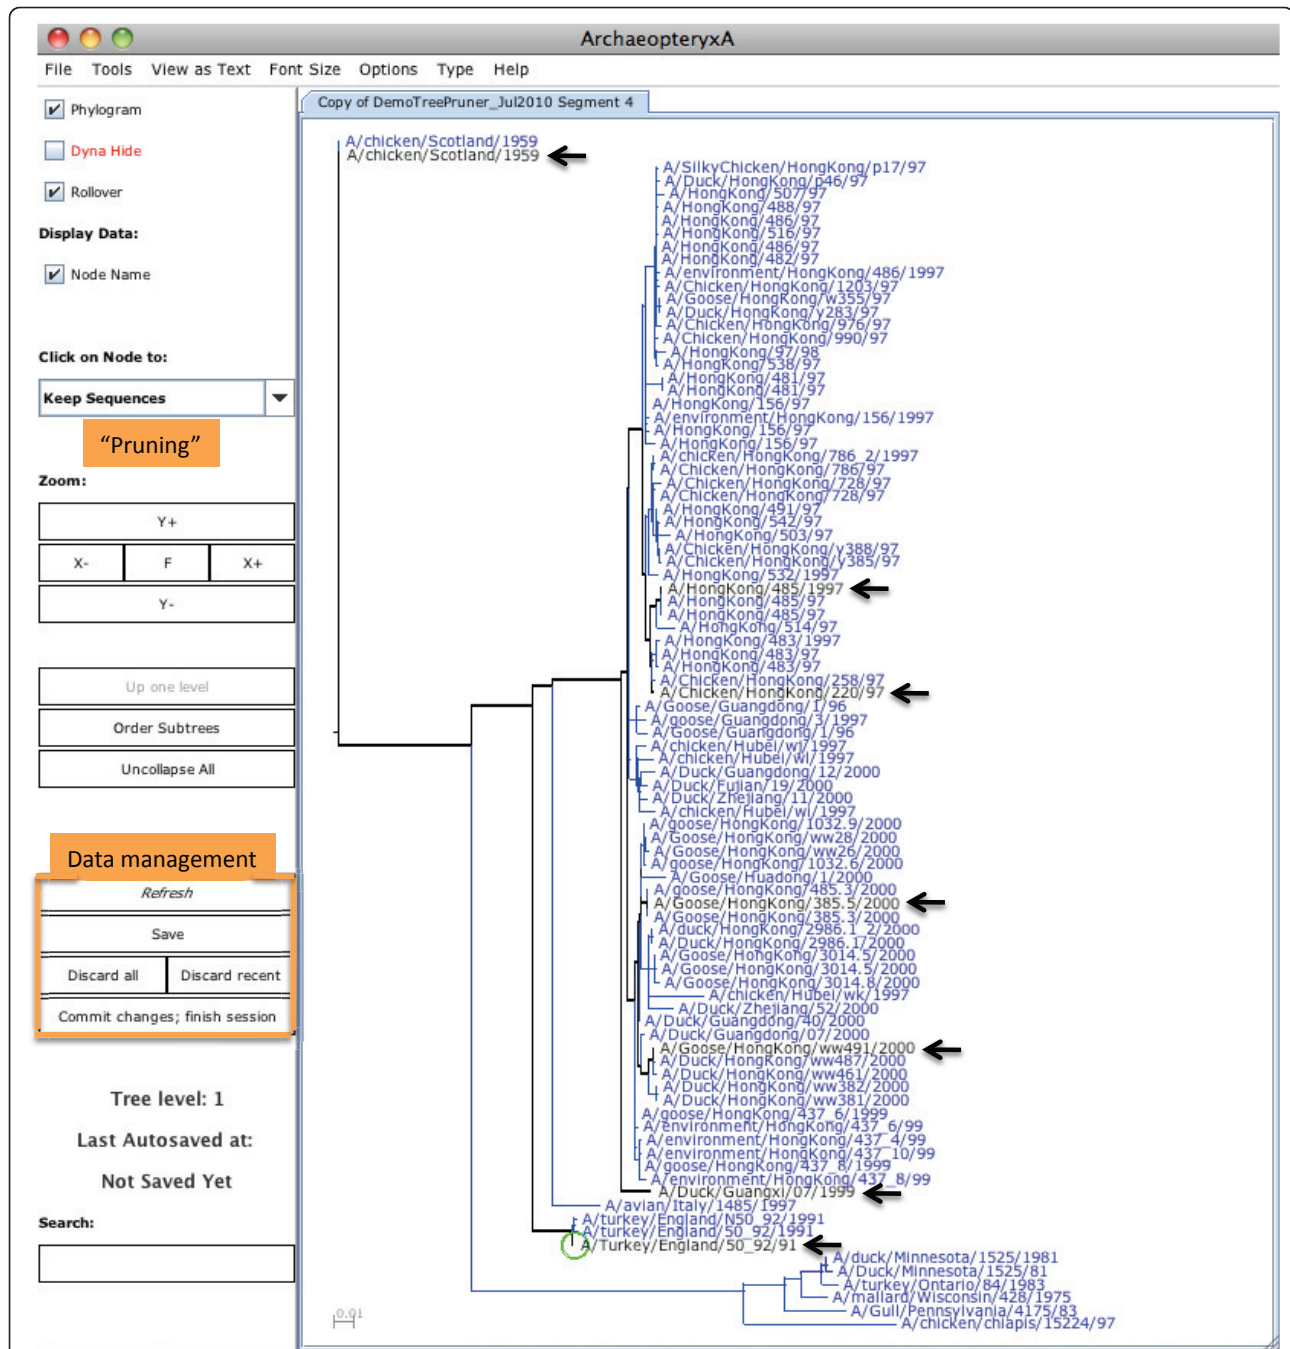 ArchaeopteryxA
File Tools View as Text Font Size Options Type Help
Phylogram
Dyna Hide
Rollover
Display Data:
Node Name
Click on Node to:
Keep Sequences
“Pruning”
Zoom:
Y+
X- F X+
Y-
Up one level
Order Subtrees
Uncollapse All
Data management
Refresh
Save
Discard all Discard recent
Commit changes; finish session
Tree level: 1
Last Autosaved at:
Not Saved Yet
Search:
Copy of DemoTreePruner_Jul2010 Segment 4
A/chicken/Scotland/1959
A/chicken/Scotland/1959
A/SilkyChicken/HongKong/p17/97
A/Duck/HongKong/p46/97
A/HongKong/507/97
A/HongKong/488/97
A/HongKong/486/97
A/HongKong/516/97
A/HongKong/486/97
A/HongKong/482/97
A/environment/HongKong/486/1997
A/Chicken/HongKong/1203/97
A/Goose/HongKong/w355/97
A/Duck/HongKong/y283/97
A/Chicken/HongKong/976/97
A/Chicken/HongKong/990/97
A/HongKong/97/98
A/HongKong/538/97
A/HongKong/481/97
A/HongKong/481/97
A/HongKong/156/97
A/environment/HongKong/156/1997
A/HongKong/156/97
A/HongKong/156/97
A/chicken/HongKong/786_2/1997
A/Chicken/HongKong/786/97
A/Chicken/HongKong/728/97
A/Chicken/HongKong/728/97
A/HongKong/491/97
A/HongKong/542/97
A/HongKong/503/97
A/Chicken/HongKong/y388/97
A/Chicken/HongKong/y385/97
A/HongKong/532/1997
A/HongKong/485/1997
A/HongKong/485/97
A/HongKong/485/97
A/HongKong/514/97
A/HongKong/483/1997
A/HongKong/483/97
A/HongKong/483/97
A/Chicken/HongKong/258/97
A/Chicken/HongKong/220/97
A/Goose/Guangdong/1/96
A/goose/Guangdong/3/1997
A/Goose/Guangdong/1/96
A/chicken/Hubei/wj/1997
A/chicken/Hubei/wi/1997
A/Duck/Guangdong/12/2000
A/Duck/Fujian/19/2000
A/Duck/Zhejiang/11/2000
A/chicken/Hubei/wl/1997
A/goose/HongKong/1032.9/2000
A/Goose/HongKong/ww28/2000
A/Goose/HongKong/ww26/2000
A/goose/HongKong/1032.6/2000
A/Goose/Huadong/1/2000
A/goose/HongKong/485.3/2000
A/Goose/HongKong/385.5/2000
A/Goose/HongKong/385.3/2000
A/duck/HongKong/2986.1_2/2000
A/Duck/HongKong/2986.1/2000
A/Goose/HongKong/3014.5/2000
A/Goose/HongKong/3014.5/2000
A/Goose/HongKong/3014.8/2000
A/chicken/Hubei/wk/1997
A/Duck/Zhejiang/52/2000
A/Duck/Guangdong/40/2000
A/Duck/Guangdong/07/2000
A/Goose/HongKong/ww491/2000
A/Duck/HongKong/ww487/2000
A/Duck/HongKong/ww461/2000
A/Duck/HongKong/ww382/2000
A/Duck/HongKong/ww381/2000
A/goose/HongKong/437_6/1999
A/environment/HongKong/437_6/99
A/environment/HongKong/437_4/99
A/environment/HongKong/437_10/99
A/goose/HongKong/437_8/1999
A/environment/HongKong/437_8/99
A/Duck/Guangxi/07/1999
A/avian/Italy/1485/1997
A/turkey/England/N50_92/1991
A/turkey/England/50_92/1991
A/Turkey/England/50_92/91
A/duck/Minnesota/1525/1981
A/Duck/Minnesota/1525/81
A/turkey/Ontario/84/1983
A/mallard/Wisconsin/428/1975
A/Gull/Pennsylvania/4175/83
A/chicken/chiapis/15224/97
0.01